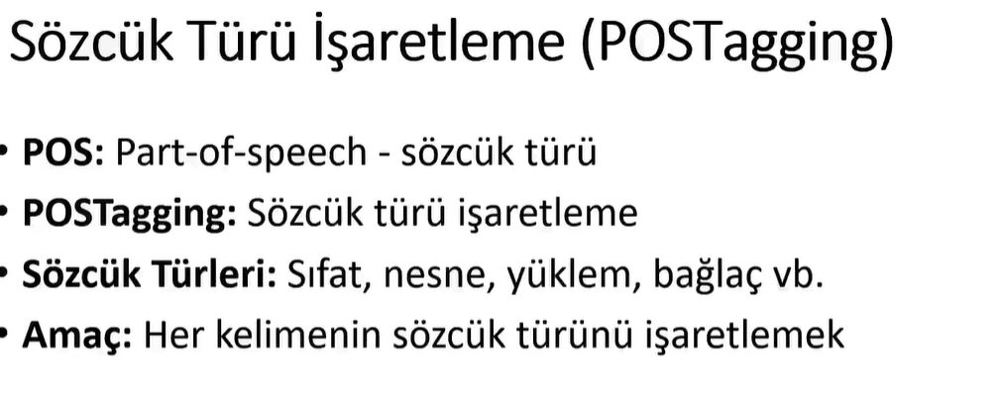 Sözcük Türü İşaretleme (POSTagging)
• POS: Part-of-speech - sözcük türü
• POSTagging: Sözcük türü işaretleme
• Sözcük Türleri: Sıfat, nesne, yüklem, bağlaç vb.
• Amaç: Her kelimenin sözcük türünü işaretlemek